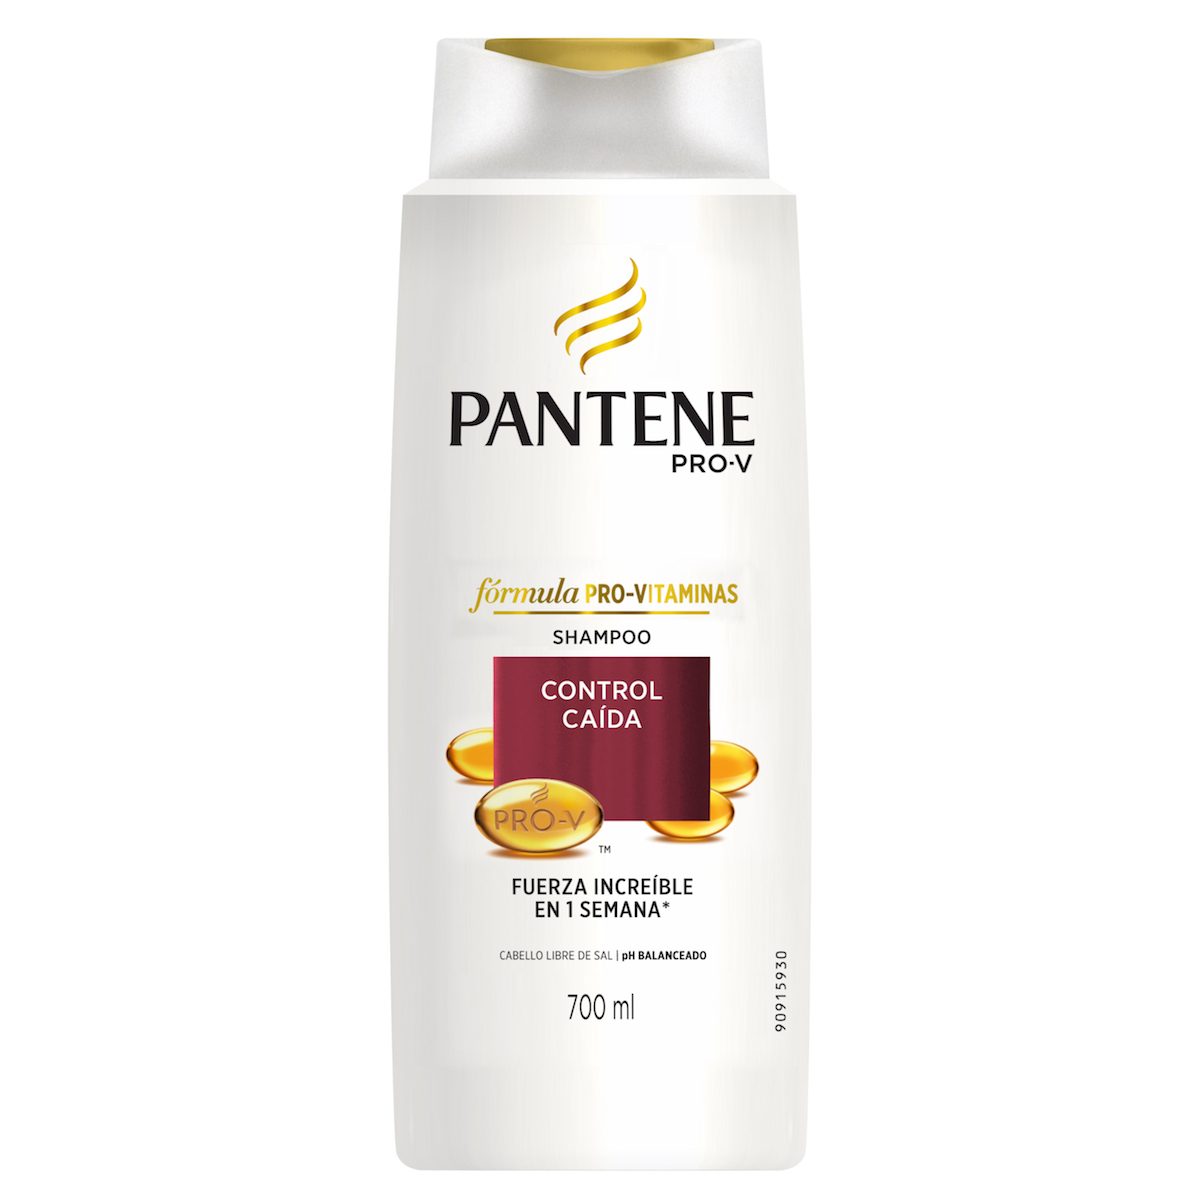 PANTENE
PRO-V
fórmula PRO-VITAMINAS
SHAMPOO
CONTROL
CAÍDA
PRO-V
TM
FUERZA INCREÍBLE
EN 1 SEMANA*
CABELLO LIBRE DE SAL | pH BALANCEADO
700 ml
90915930